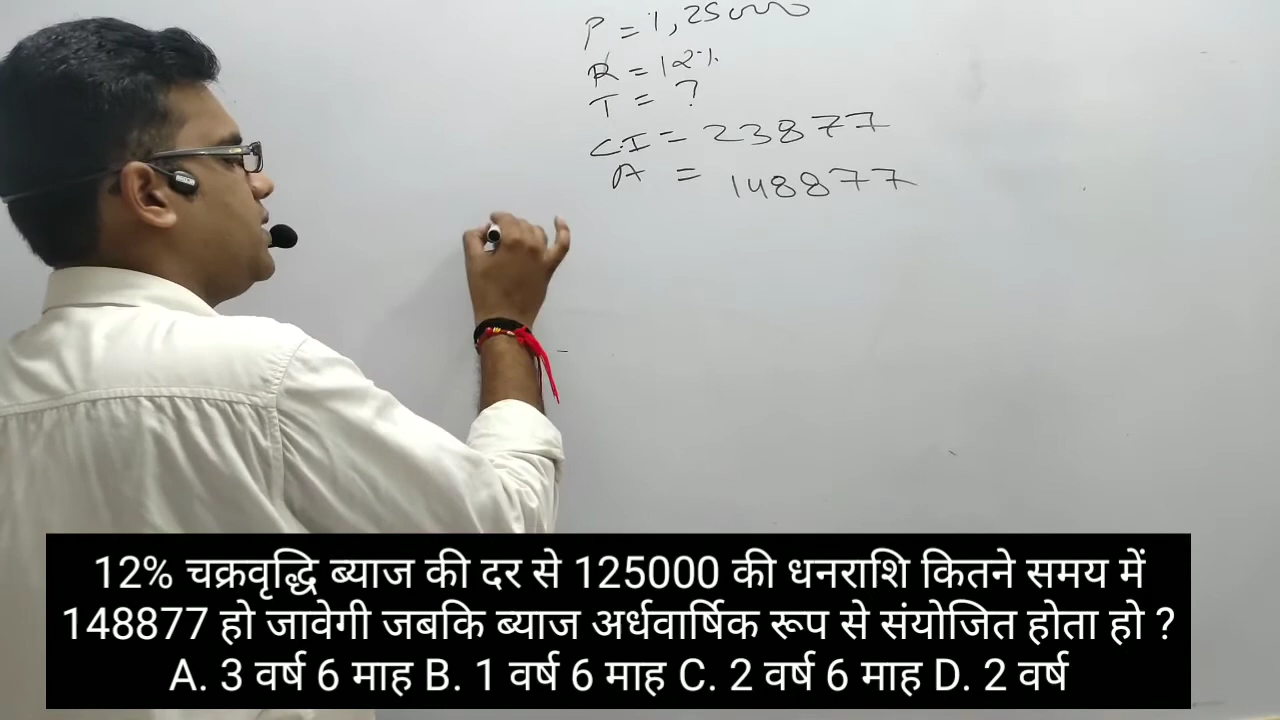 P = 1,25000
R = 12%
T = ?
CI = 23877
A = 148877
12% चक्रवृद्धि ब्याज की दर से 125000 की धनराशि कितने समय में
148877 हो जावेगी जबकि ब्याज अर्धवार्षिक रूप से संयोजित होता हो ?
A. 3 वर्ष 6 माह B. 1 वर्ष 6 माह C. 2 वर्ष 6 माह D. 2 वर्ष